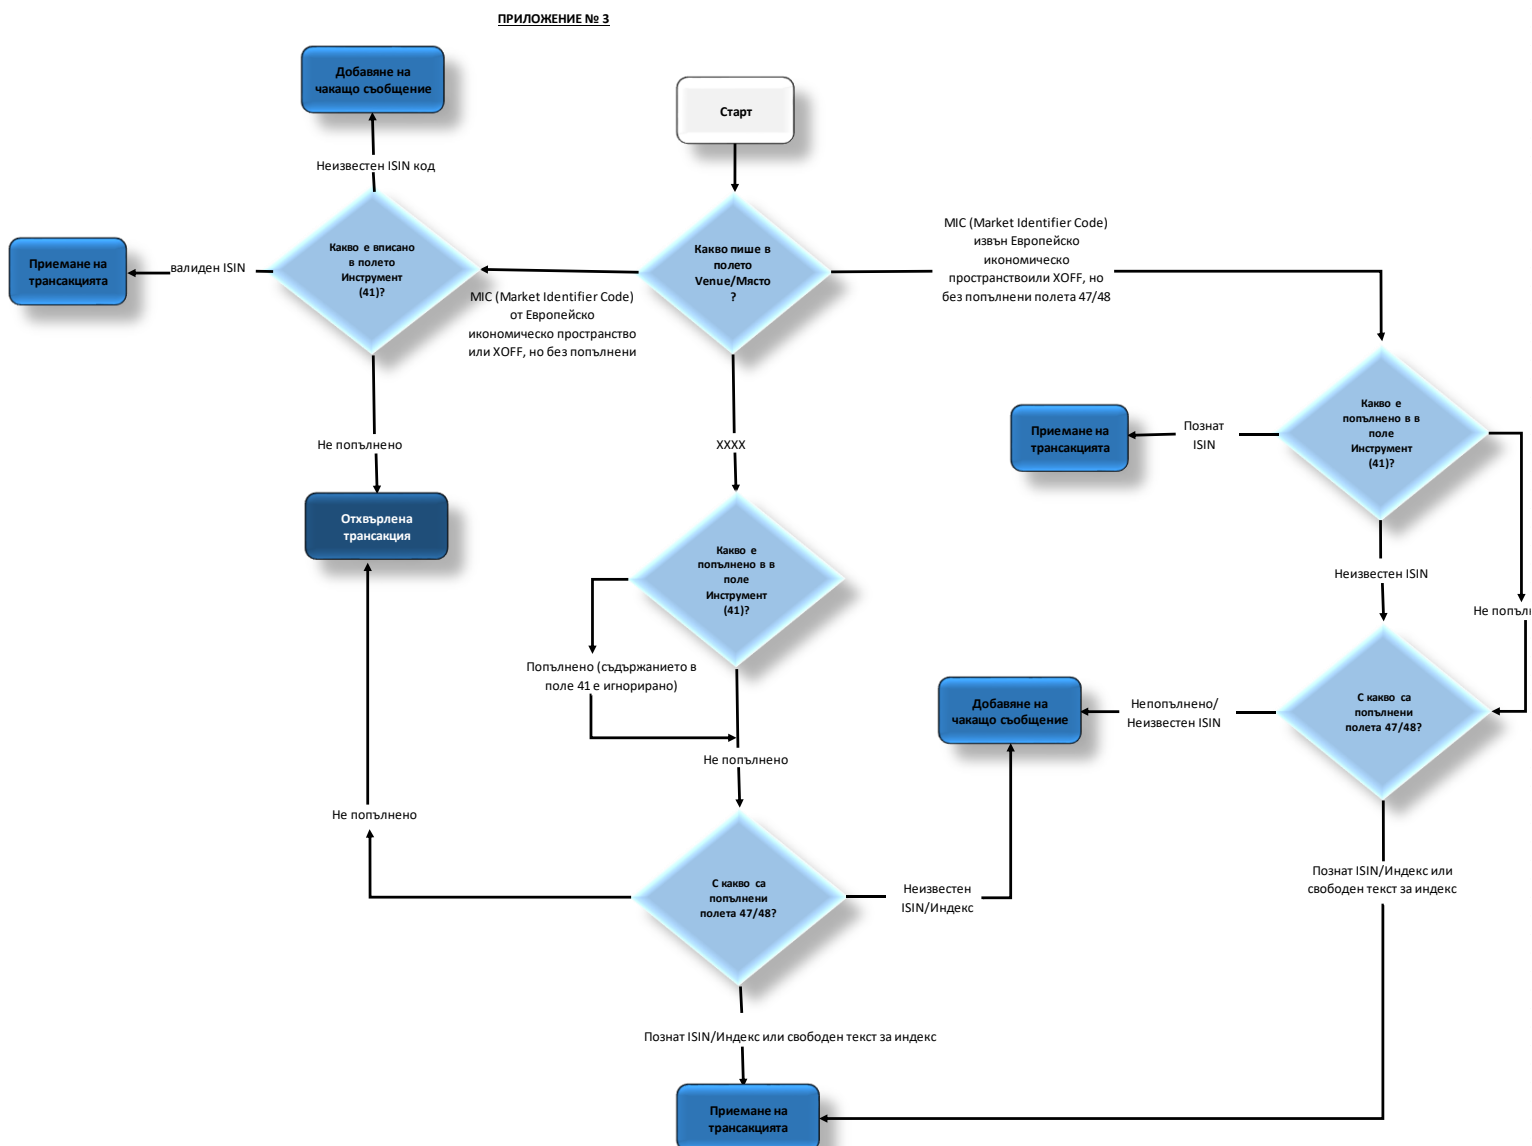 ПРИЛОЖЕНИЕ № 3
Добавяне на
чакащо съобщение
Старт
Неизвестен ISIN код
Какво е вписано
в полето
Инструмент
(41)?
валиден ISIN
Приемане на
трансакцията
Какво пише в
полето
Venue/Място
?
MIC (Market Identifier Code)
от Европейско
икономическо пространство
или XOFF, но без попълнени
MIC (Market Identifier Code)
извън Европейско
икономическо
пространствоили XOFF, но
без попълнени полета 47/48
Не попълнено
XXXX
Отхвърлена
трансакция
Какво е
попълнено в в
поле
Инструмент
(41)?
Познат
ISIN
Приемане на
трансакцията
Какво е
попълнено в в
поле
Инструмент
(41)?
Неизвестен ISIN
Не попълн
Попълнено (съдържанието в
поле 41 е игнорирано)
Не попълнено
С какво са
попълнени
полета 47/48?
Непопълнено/
Неизвестен ISIN
Добавяне на
чакащо съобщение
Не попълнено
С какво са
попълнени
полета 47/48?
Неизвестен
ISIN/Индекс
Познат ISIN/Индекс или
свободен текст за индекс
Познат ISIN/Индекс или свободен текст за индекс
Приемане на
трансакцията